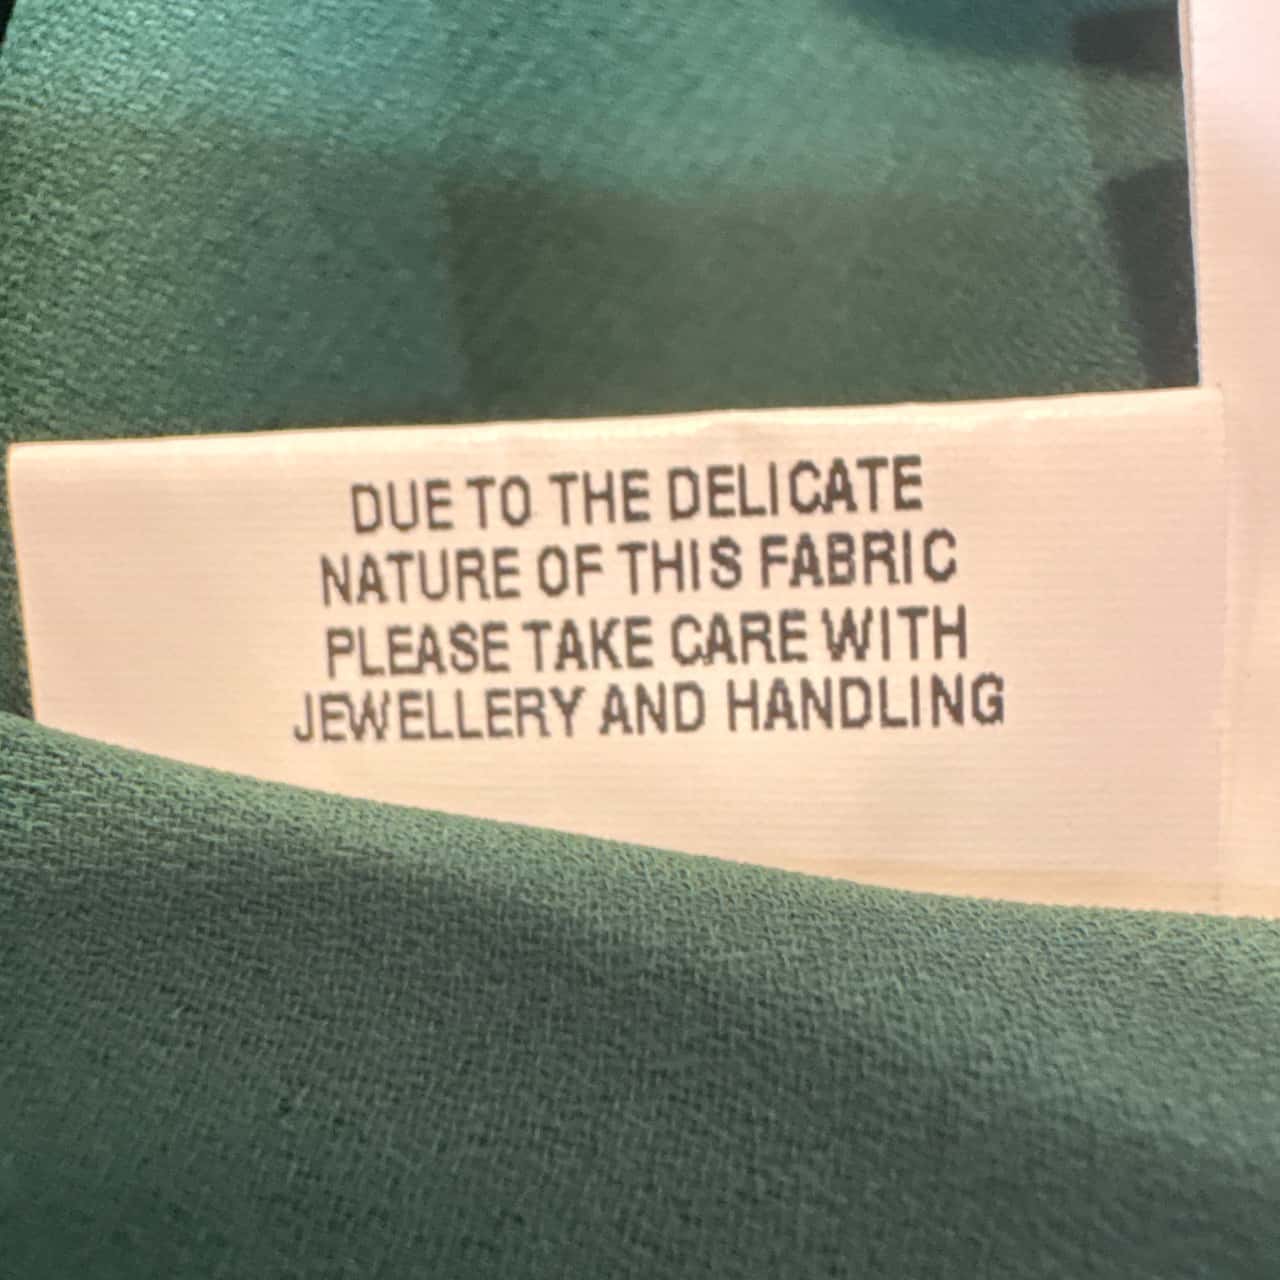 DUE TO THE DELICATE
NATURE OF THIS FABRIC
PLEASE TAKE CARE WITH
JEWELLERY AND HANDLING